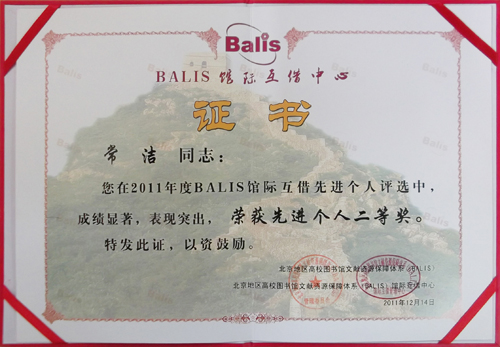 Balis
BALIS 馆际互借中心
证书
常洁 同志：
您在2011年度BALIS馆际互借先进个人评选中，
成绩显著，表现突出，荣获先进个人二等奖。
特发此证，以资鼓励。
北京地区高校图书馆文献资源保障体系（BALIS）
北京地区高校图书馆文献资源保障体系（BALIS）馆际互借中心
2011年12月14日